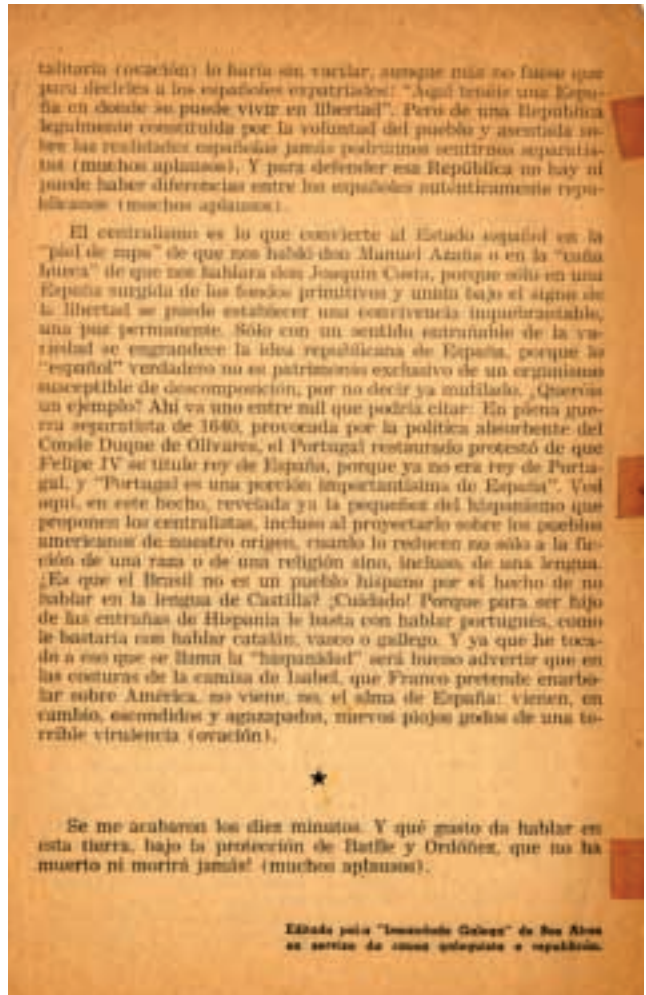 talitaria (ovación) lo haría sin vacilar, aunque más no fuese que
para decirles a los españoles expatriados: "Aquí tenéis una Espa-
ña en donde se puede vivir en libertad". Pero de una República
legalmente constituida por la voluntad del pueblo y asentada so-
bre las realidades españolas jamás podríamos sentirnos separatis-
tas (muchos aplausos). Y para defender esa República no hay ni
puede haber diferencias entre los españoles auténticamente repu-
blicanos (muchos aplausos).
El centralismo es lo que convierte al Estado español en la
"piel de zapa" de que nos habló don Manuel Azaña o en la "caña
hueca" de que nos hablara don Joaquín Costa, porque sólo en una
España surgida de los fondos primitivos y unida bajo el signo de
la libertad se puede establecer una convivencia inquebrantable,
una paz permanente. Sólo con un sentido entrañable de la va-
riedad se engrandece la idea republicana de España, porque lo
"español" verdadero no es patrimonio exclusivo de un organismo
susceptible de descomposición, por no decir ya mutilado. ¿Queréis
un ejemplo? Ahí va uno entre mil que podría citar: En plena gue-
rra separatista de 1640, provocada por la política absorbente del
Conde Duque de Olivares, el Portugal restaurado protestó de que
Felipe IV se titule rey de España, porque ya no era rey de Portu-
gal, y "Portugal es una porción importantísima de España". Ved
aquí, en este hecho, revelada ya la pequeñez del hispanismo que
proponen los centralistas, incluso al proyectarlo sobre los pueblos
americanos de nuestro origen, cuando lo reducen no sólo a la fic-
ción de una raza o de una religión sino, incluso, de una lengua.
¿Es que el Brasil no es un pueblo hispano por el hecho de no
hablar en la lengua de Castilla? ¡Cuidado! Porque para ser hijo
de las entrañas de Hispania le basta con hablar portugués, como
le bastaría con hablar catalán, vasco o gallego. Y ya que he toca-
do a eso que se llama la "hispanidad" será bueno advertir que en
las costuras de la camisa de Isabel, que Franco pretende enarbo-
lar sobre América, no viene, no, el alma de España: vienen, en
cambio, escondidos y agazapados, nuevos piojos godos de una te-
rrible virulencia (ovación).
★
Se me acabaron los diez minutos. Y qué gusto da hablar en
esta tierra, bajo la protección de Batlle y Ordóñez, que no ha
muerto ni morirá jamás! (muchos aplausos).
Editado pol-a "Irmandade Galega" de Bos Aires
ao servizo da causa galeguista e republicán.